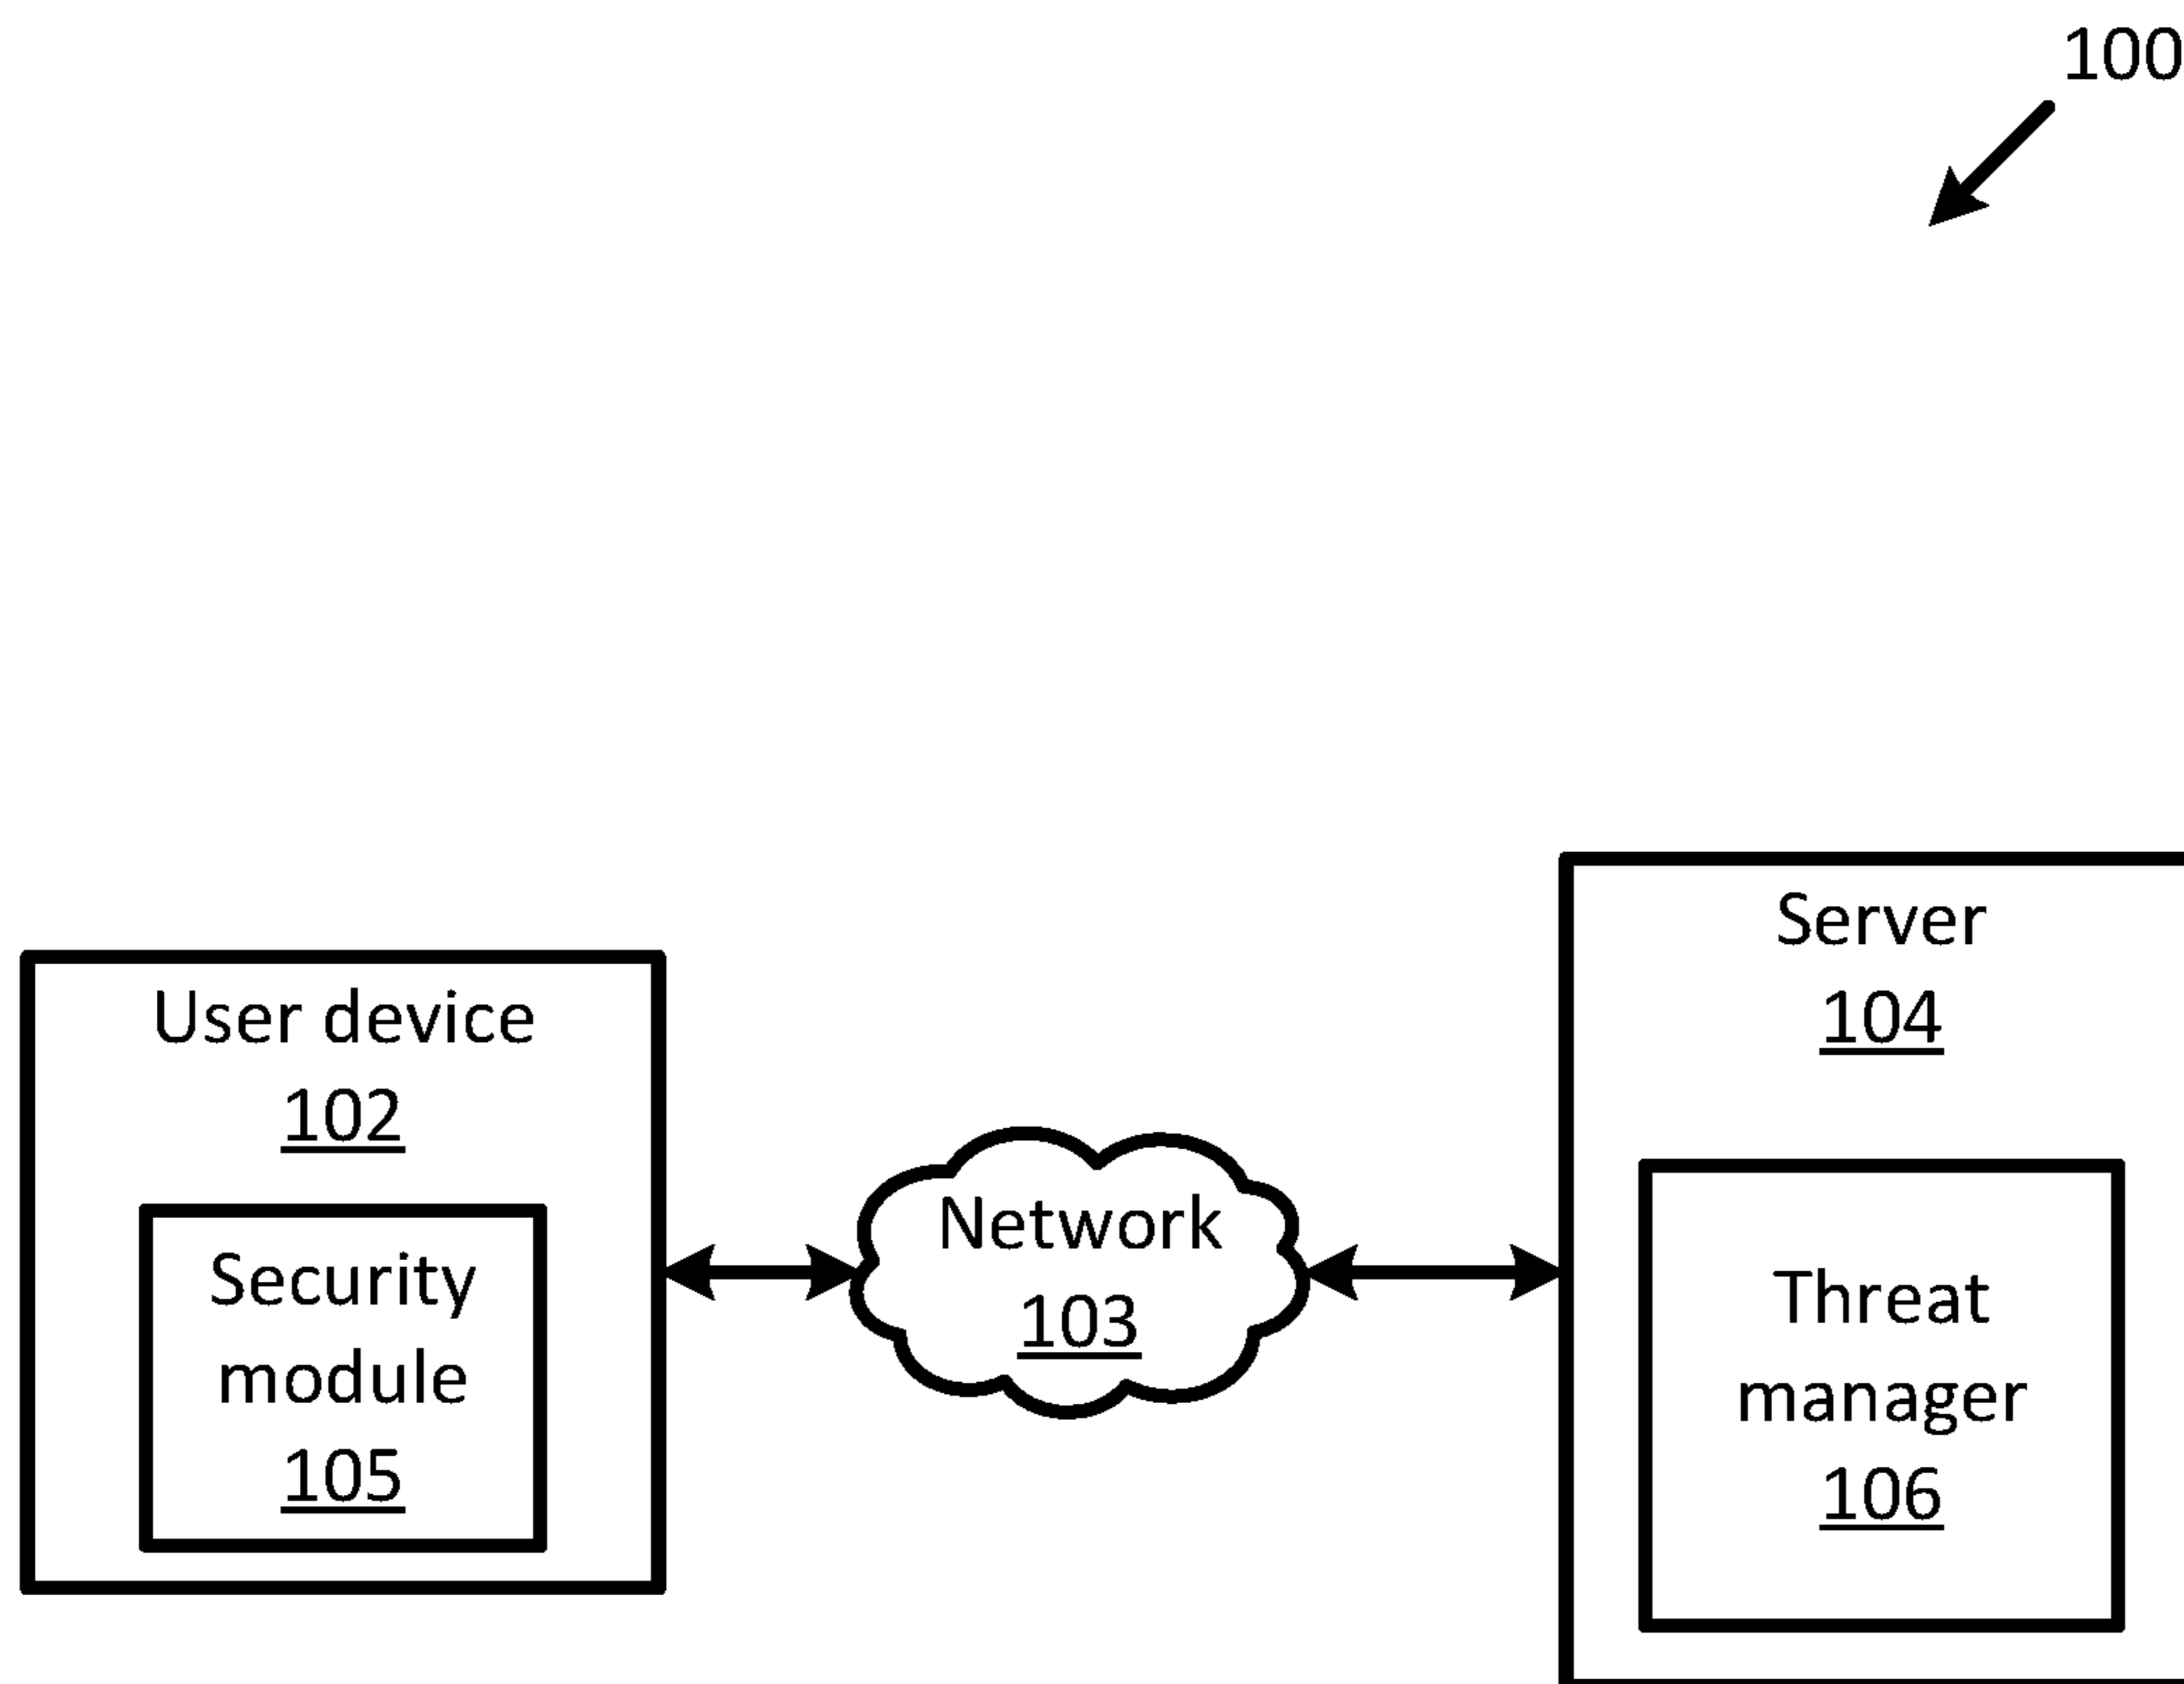 100
User device
102
Security
module
105
Network
103
Server
104
Threat
manager
106